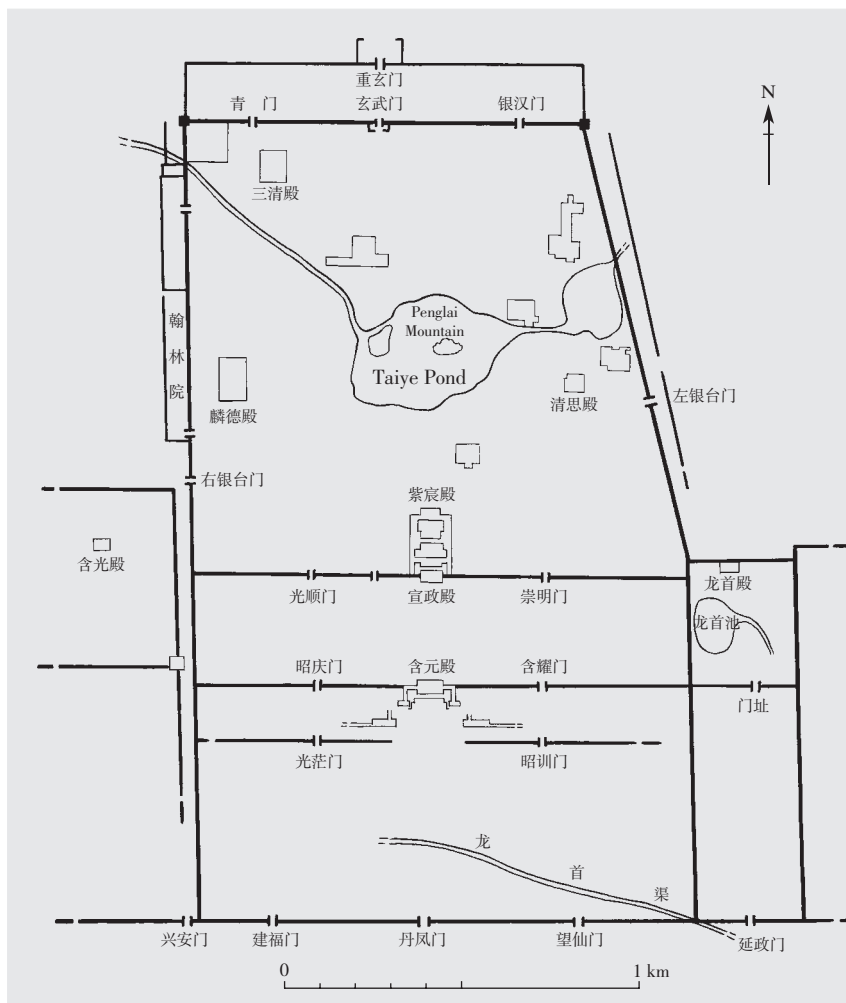 重玄门
N
青门
玄武门
银汉门
三清殿
Penglai
Mountain
Taiye Pond
翰林院
麟德殿
清思殿
左银台门
右银台门
紫宸殿
含光殿
光顺门
宣政殿
崇明门
龙首殿
龙首池
昭庆门
含元殿
含耀门
门址
光茫门
昭训门
龙首渠
兴安门
建福门
丹凤门
望仙门
延政门
0
1 km